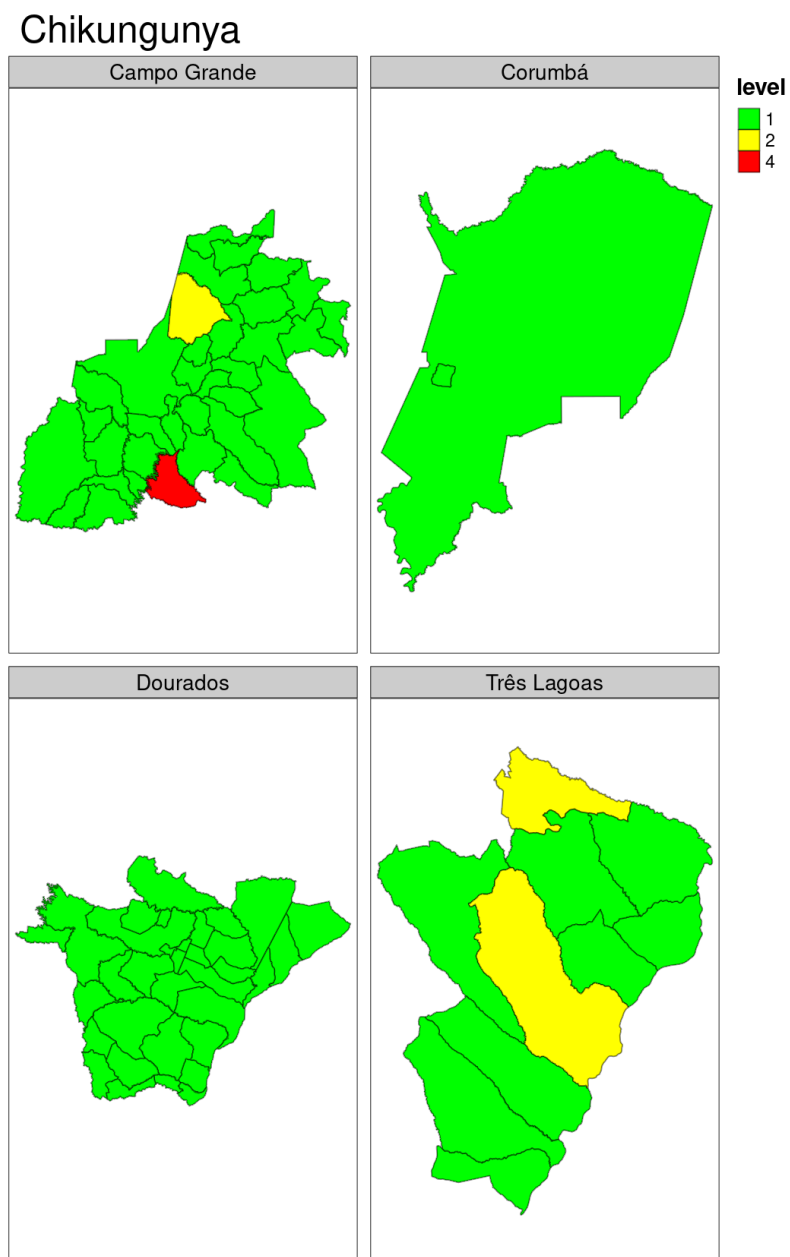 Chikungunya
Campo Grande
Corumbá
level
1
2
4
Dourados
Três Lagoas